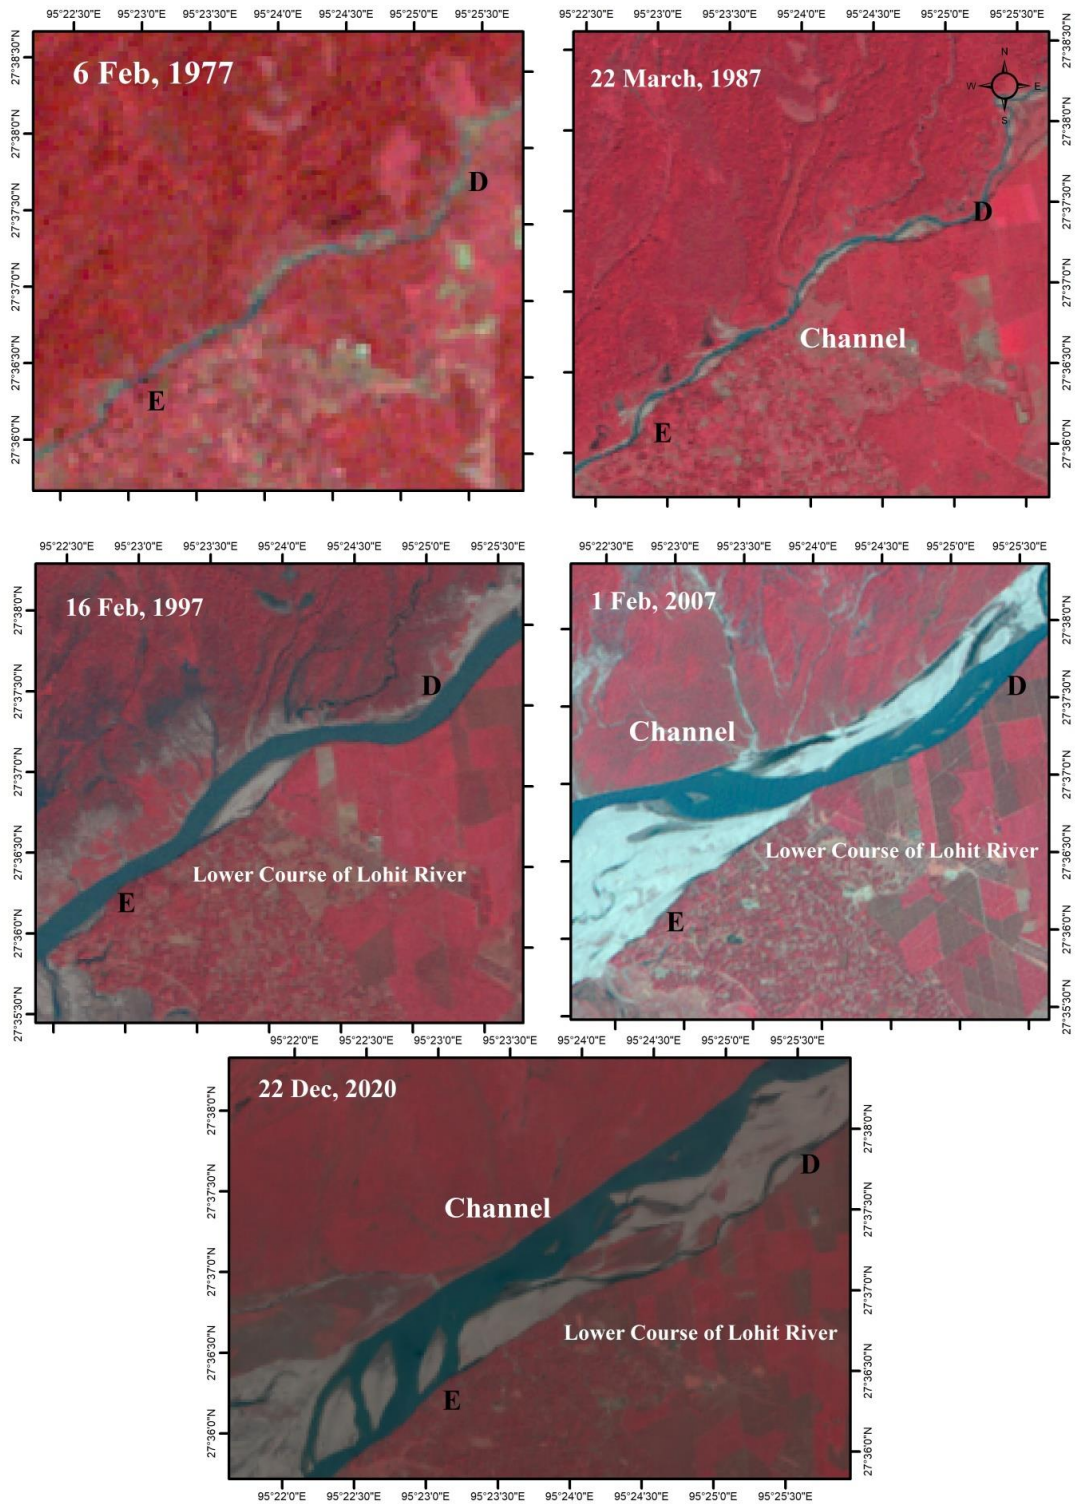 95°22'30"E 95°23'0"E 95°23'30"E 95°24'0"E 95°24'30"E 95°25'0"E 95°25'30"E
27°38'30"N
27°38'0"N
27°37'30"N
27°37'0"N
27°36'30"N
27°36'0"N
6 Feb, 1977
D
E
95°22'30"E 95°23'0"E 95°23'30"E 95°24'0"E 95°24'30"E 95°25'0"E 95°25'30"E
22 March, 1987
N
W E
S
D
Channel
E
27°38'30"N
27°38'0"N
27°37'30"N
27°37'0"N
27°36'30"N
27°36'0"N
95°22'30"E 95°23'0"E 95°23'30"E 95°24'0"E 95°24'30"E 95°25'0"E 95°25'30"E
27°38'0"N
27°37'30"N
27°37'0"N
27°36'30"N
27°36'0"N
27°35'30"N
16 Feb, 1997
D
Lower Course of Lohit River
E
95°22'30"E 95°23'0"E 95°23'30"E 95°24'0"E 95°24'30"E 95°25'0"E 95°25'30"E
1 Feb, 2007
D
Channel
Lower Course of Lohit River
E
27°38'0"N
27°37'30"N
27°37'0"N
27°36'30"N
27°36'0"N
27°35'30"N
95°22'0"E 95°22'30"E 95°23'0"E 95°23'30"E 95°24'0"E 95°24'30"E 95°25'0"E 95°25'30"E
27°38'0"N
27°37'30"N
27°37'0"N
27°36'30"N
27°36'0"N
22 Dec, 2020
D
Channel
Lower Course of Lohit River
E
27°38'0"N
27°37'30"N
27°37'0"N
27°36'30"N
27°36'0"N
95°22'0"E 95°22'30"E 95°23'0"E 95°23'30"E 95°24'0"E 95°24'30"E 95°25'0"E 95°25'30"E